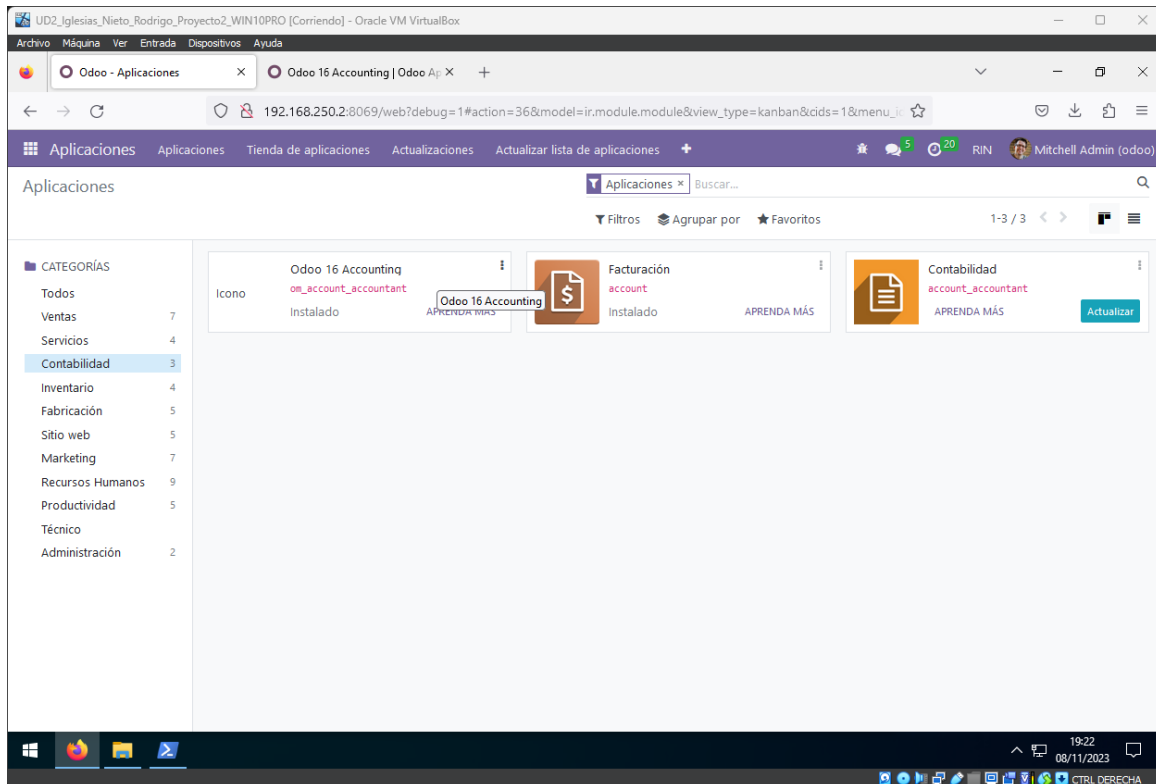 UD2_Iglesias_Nieto_Rodrigo_Proyecto2_WIN10PRO [Corriendo] - Oracle VM VirtualBox
Archivo Máquina Ver Entrada Dispositivos Ayuda
Odoo - Aplicaciones
Odoo 16 Accounting | Odoo Ap
192.168.250.2:8069/web?debug=1#action=36&model=ir.module.module&view_type=kanban&cids=1&menu_i
Aplicaciones Aplicaciones Tienda de aplicaciones Actualizaciones Actualizar lista de aplicaciones 5 20 RIN Mitchell Admin (odoo)
Aplicaciones
Aplicaciones × Buscar...
Filtros Agrupar por Favoritos 1-3 / 3
CATEGORÍAS
Todos
Ventas 7
Servicios 4
Contabilidad 3
Inventario 4
Fabricación 5
Sitio web 5
Marketing 7
Recursos Humanos 9
Productividad 5
Técnico
Administración 2
Icono
Odoo 16 Accounting
om_account_accountant
Instalado APRENDA MÁS
Odoo 16 Accounting
Facturación
account
Instalado APRENDA MÁS
Contabilidad
account_accountant
APRENDA MÁS Actualizar
19:22
08/11/2023
CTRL DERECHA